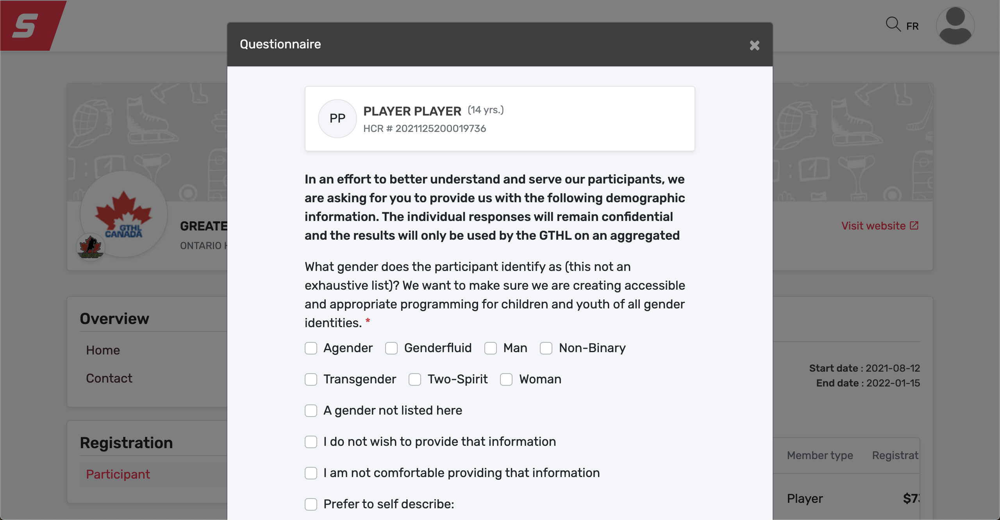 S
FR
Questionnaire
PP
PLAYER PLAYER (14 yrs.)
HCR # 2021125200019736
In an effort to better understand and serve our participants, we
are asking for you to provide us with the following demographic
information. The individual responses will remain confidential
and the results will only be used by the GTHL on an aggregated
What gender does the participant identify as (this not an
exhaustive list)? We want to make sure we are creating accessible
and appropriate programming for children and youth of all gender
identities. *
Agender Genderfluid Man Non-Binary
Transgender Two-Spirit Woman
A gender not listed here
I do not wish to provide that information
I am not comfortable providing that information
Prefer to self describe:
GTHL
CANADA
OHF
GREATE
ONTARIO
Visit website
Overview
Home
Contact
Registration
Participant
Start date : 2021-08-12
End date : 2022-01-15
Member type Registrat
Player $73